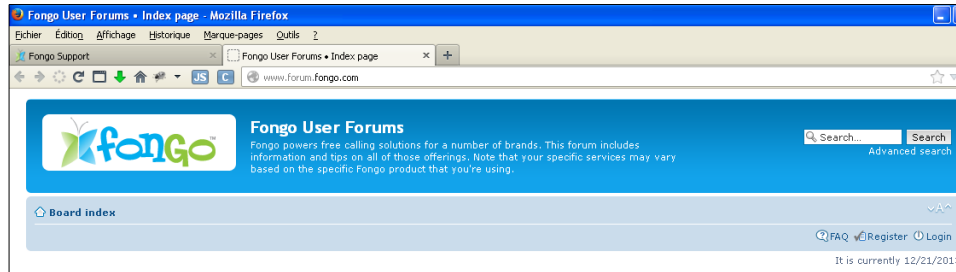 Fongo User Forums • Index page - Mozilla Firefox
Fichier Édition Affichage Historique Marque-pages Outils ?
Fongo Support × Fongo User Forums • Index page × +
JS C www.forum.fongo.com
fongo™
Fongo User Forums
Fongo powers free calling solutions for a number of brands. This forum includes
information and tips on all of those offerings. Note that your specific services may vary
based on the specific Fongo product that you're using.
Search... Search
Advanced search
Board index
A
FAQ Register Login
It is currently 12/21/201